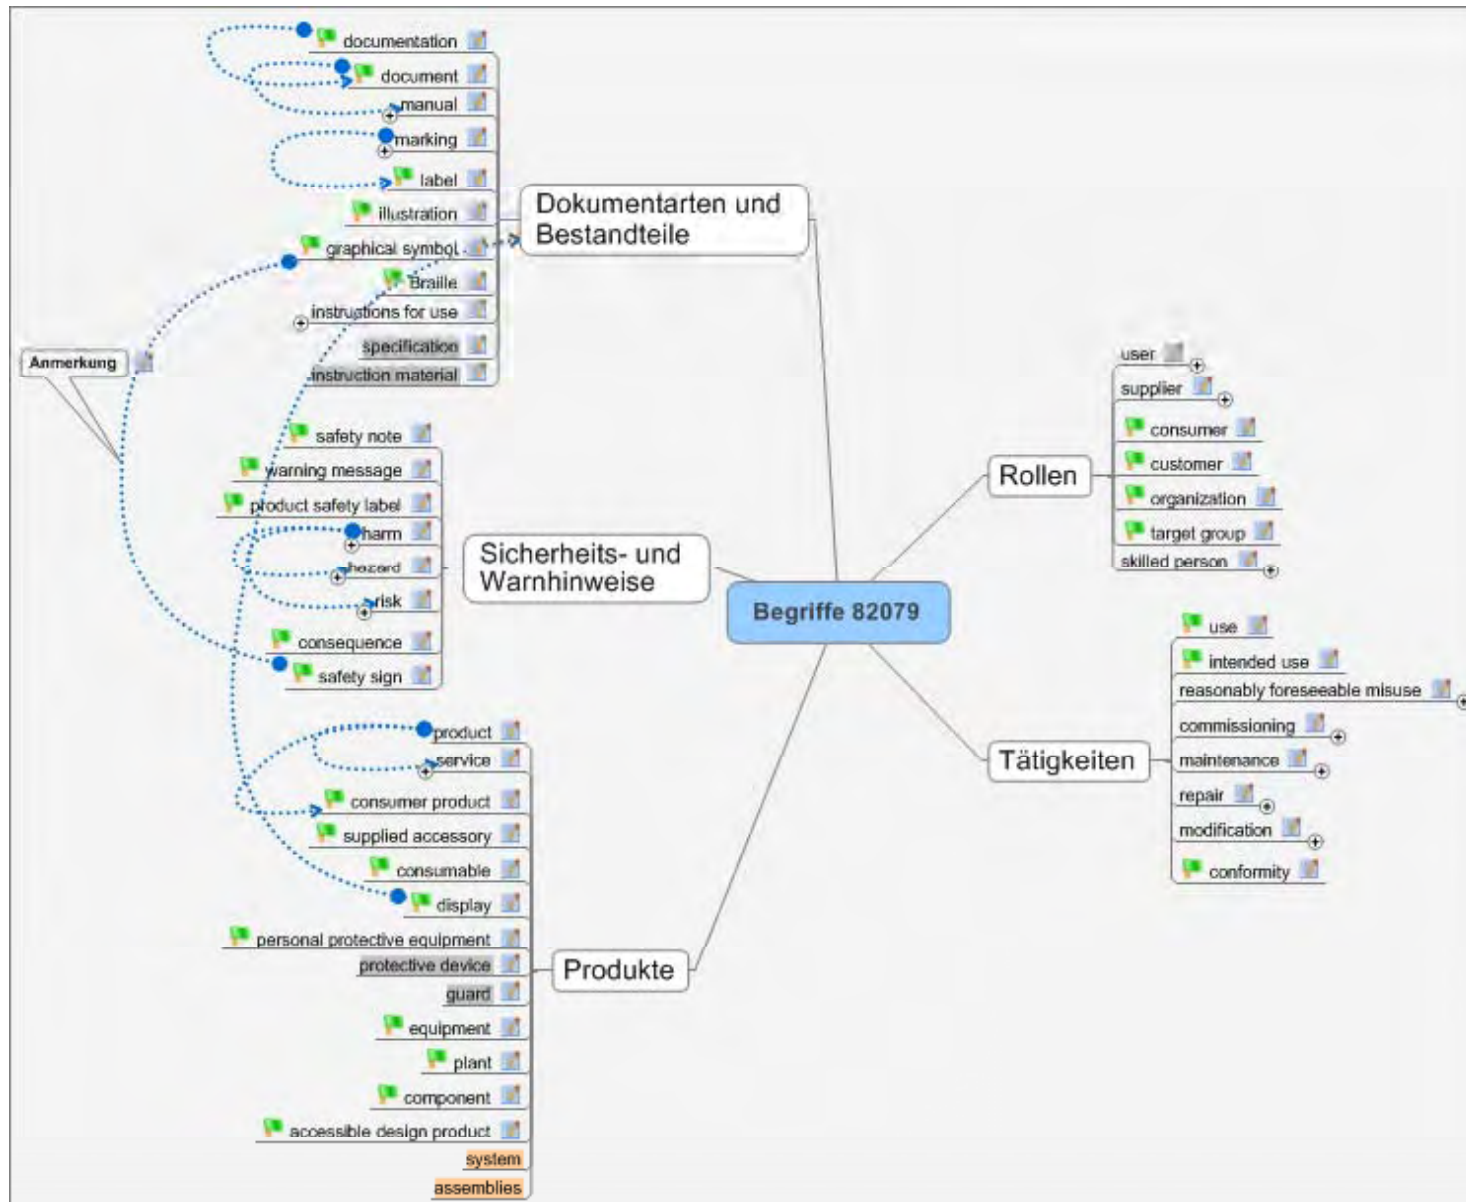 documentation
document
manual
marking
label
illustration
graphical symbol
Braille
instructions for use
specification
instruction material
Dokumentarten und
Bestandteile
Anmerkung
safety note
warning message
product safety label
harm
hazard
risk
consequence
safety sign
Sicherheits- und
Warnhinweise
product
service
consumer product
supplied accessory
consumable
display
personal protective equipment
protective device
guard
equipment
plant
component
accessible design product
system
assemblies
Produkte
Begriffe 82079
Rollen
user
supplier
consumer
customer
organization
target group
skilled person
Tätigkeiten
use
intended use
reasonably foreseeable misuse
commissioning
maintenance
repair
modification
conformity